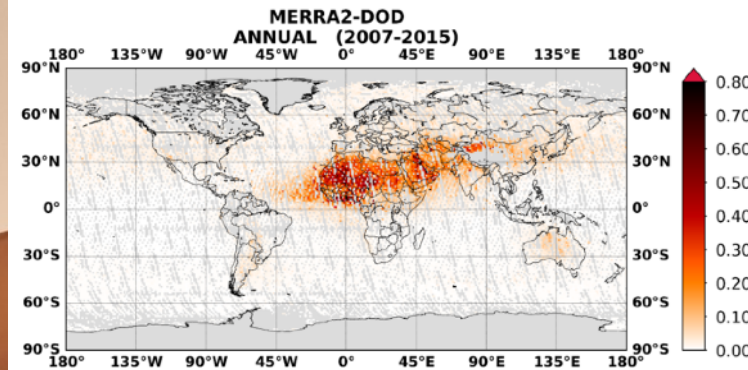 MERRA2-DOD
ANNUAL (2007-2015)
180° 135°W 90°W 45°W 0° 45°E 90°E 135°E 180°
90°N 90°N 0.80
60°N 60°N 0.70
0.60
30°N 30°N 0.50
0° 0° 0.40
30°S 30°S 0.30
0.20
60°S 60°S 0.10
90°S 90°S 0.00
180° 135°W 90°W 45°W 0° 45°E 90°E 135°E 180°